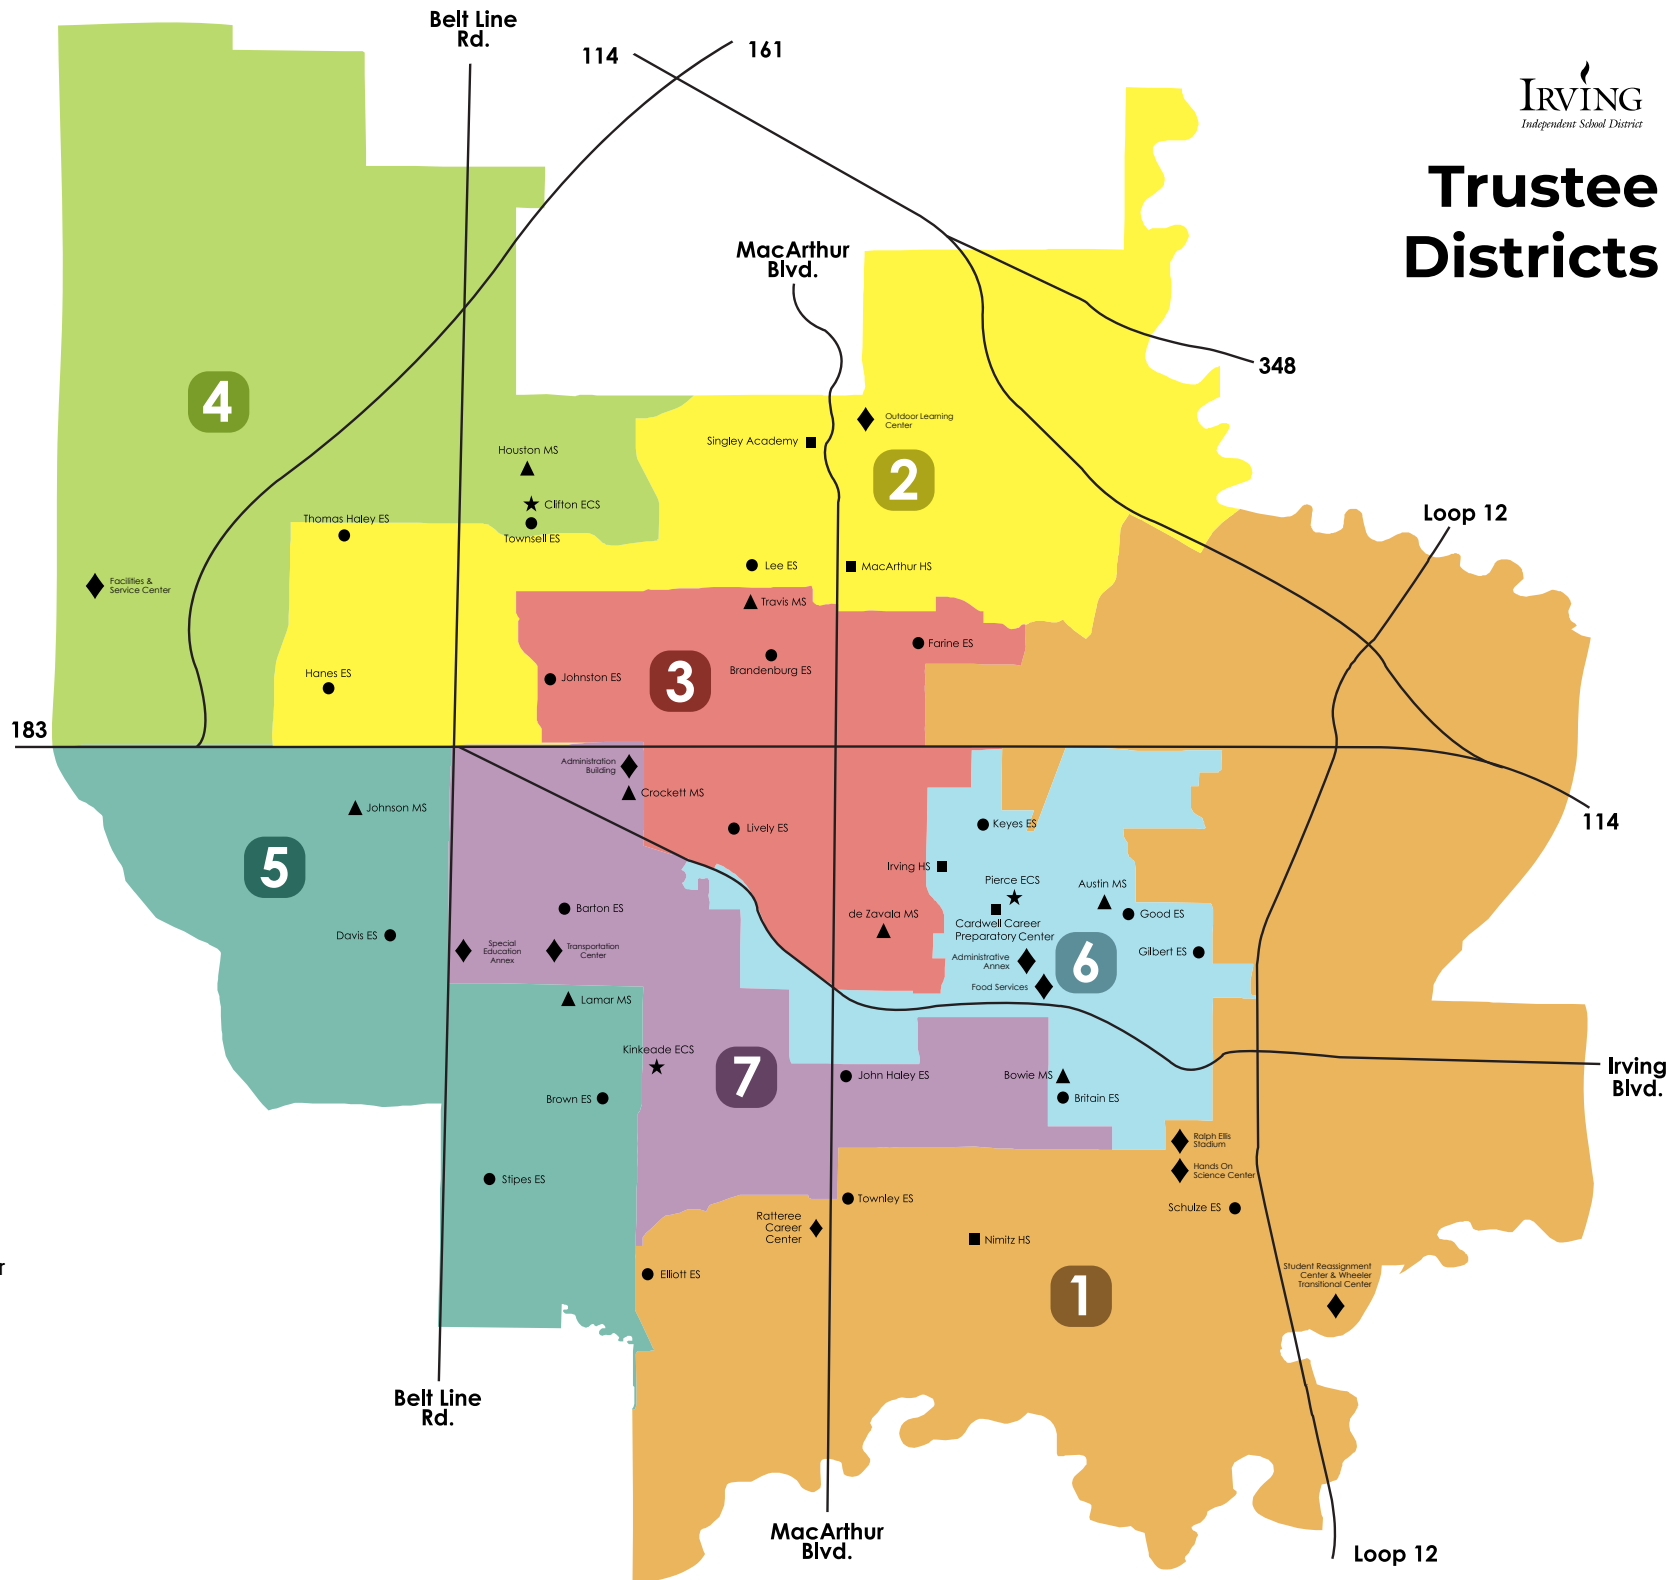 Belt Line
Rd.
114
161
IRVING
Independent School District
Trustee
Districts
MacArthur
Blvd.
348
4
Outdoor Learning
Center
Singley Academy
Houston MS
2
Clifton ECS
Loop 12
Thomas Haley ES
Townsell ES
Lee ES
MacArthur HS
Facilities &
Service Center
Travis MS
Farine ES
Brandenburg ES
Hanes ES
Johnston ES
3
183
Administration
Building
Crockett MS
Johnson MS
Lively ES
Keyes ES
114
5
Irving HS
Pierce ECS
Austin MS
Barton ES
de Zavala MS
Good ES
Cardwell Career
Preparatory Center
Davis ES
Special
Education
Annex
Transportation
Center
Administrative
Annex
6
Gilbert ES
Food Services
Lamar MS
Kinkeade ECS
7
John Haley ES
Bowie MS
Irving
Blvd.
Brown ES
Britain ES
Ralph Ellis
Stadium
Hands On
Science Center
Stipes ES
Townley ES
Schulze ES
Ratteree
Career
Center
Nimitz HS
r
Elliott ES
1
Student Reassignment
Center & Wheeler
Transitional Center
Belt Line
Rd.
MacArthur
Blvd.
Loop 12